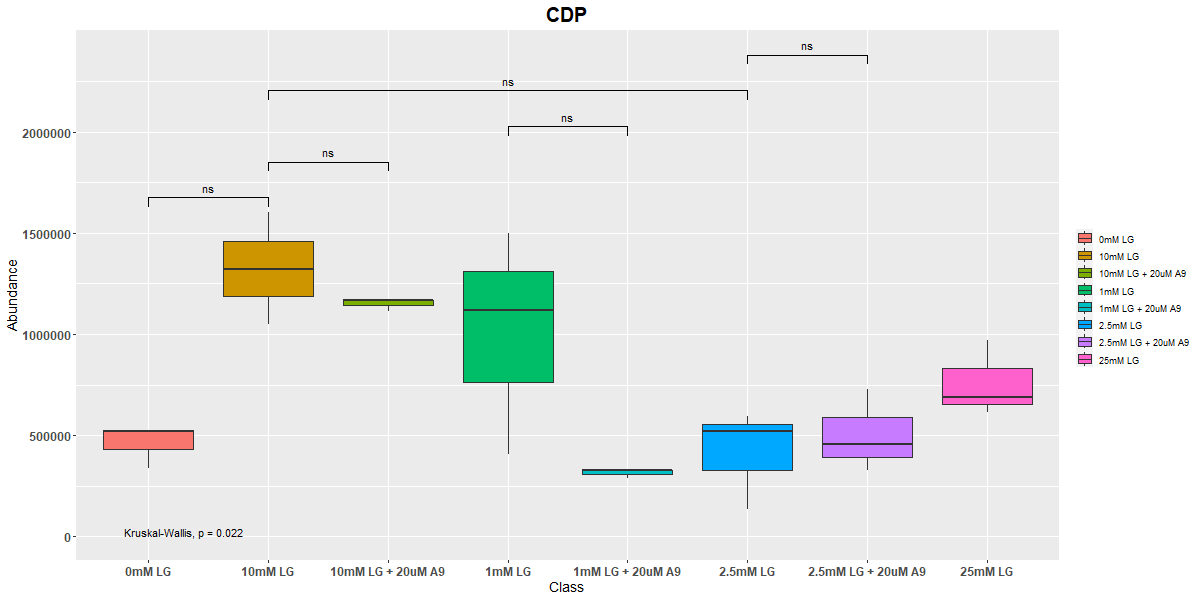 CDP
ns
ns
ns
ns
ns
Abundance
2000000
1500000
1000000
500000
0
Kruskal-Wallis, p = 0.022
0mM LG
10mM LG
10mM LG + 20uM A9
1mM LG
1mM LG + 20uM A9
2.5mM LG
2.5mM LG + 20uM A9
25mM LG
Class
0mM LG
10mM LG
10mM LG + 20uM A9
1mM LG
1mM LG + 20uM A9
2.5mM LG
2.5mM LG + 20uM A9
25mM LG